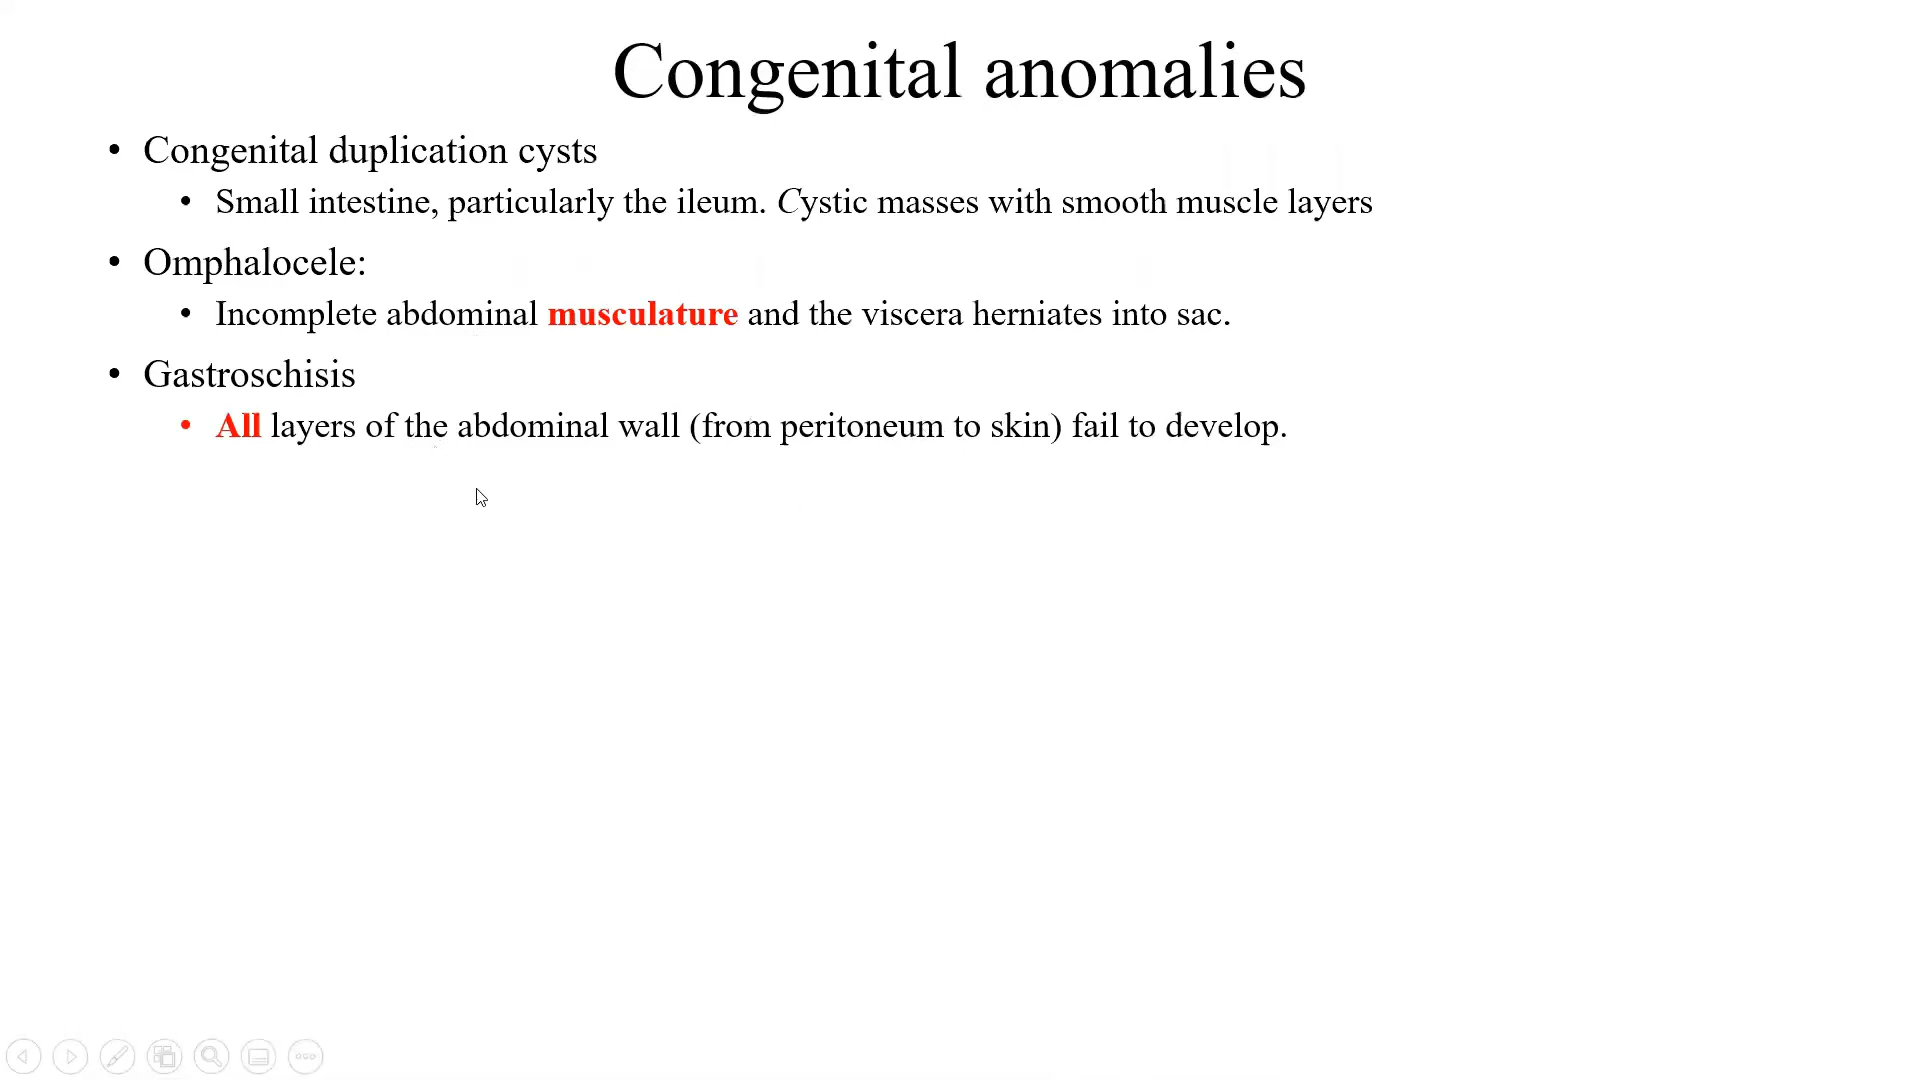 Congenital anomalies
• Congenital duplication cysts
• Small intestine, particularly the ileum. Cystic masses with smooth muscle layers
• Omphalocele:
• Incomplete abdominal musculature and the viscera herniates into sac.
• Gastroschisis
• All layers of the abdominal wall (from peritoneum to skin) fail to develop.